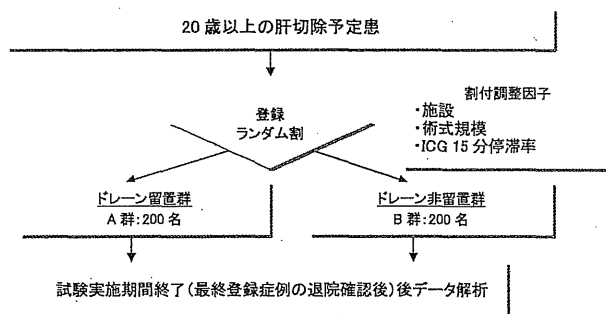 20 歳以上の肝切除予定患
登録
ランダム割
割付調整因子
・施設
・術式規模
・ICG 15 分停滞率
ドレーン留置群
A 群:200 名
ドレーン非留置群
B 群:200 名
試験実施期間終了(最終登録症例の退院確認後)後データ解析